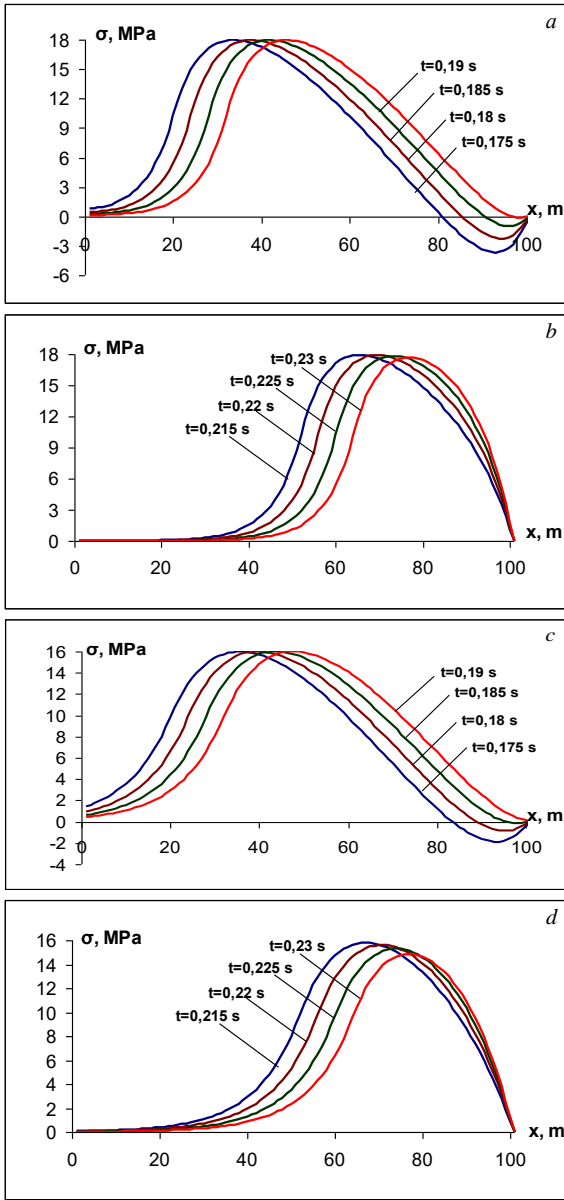 a
σ, MPa
18
15
12
9
6
3
0
-3
-6
t=0,19 s
t=0,185 s
t=0,18 s
t=0,175 s
x, m
0 20 40 60 80 100
b
σ, MPa
18
15
12
9
6
3
0
t=0,23 s
t=0,225 s
t=0,22 s
t=0,215 s
x, m
0 20 40 60 80 100
c
σ, MPa
16
14
12
10
8
6
4
2
0
-2
-4
t=0,19 s
t=0,185 s
t=0,18 s
t=0,175 s
x, m
0 20 40 60 80 100
d
σ, MPa
16
14
12
10
8
6
4
2
0
t=0,23 s
t=0,225 s
t=0,22 s
t=0,215 s
x, m
0 20 40 60 80 100